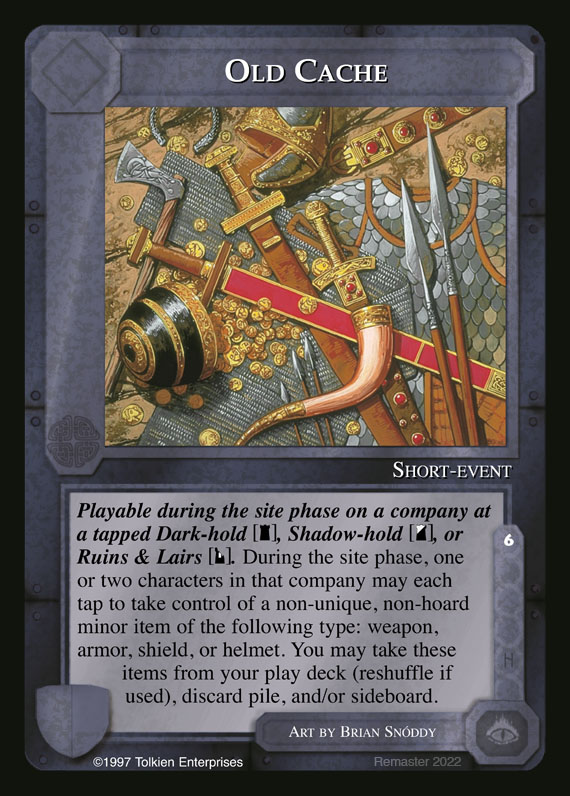 Old Cache
Short-event
Playable during the site phase on a company at
a tapped Dark-hold [], Shadow-hold [], or
Ruins & Lairs []. During the site phase, one
or two characters in that company may each
tap to take control of a non-unique, non-hoard
minor item of the following type: weapon,
armor, shield, or helmet. You may take these
items from your play deck (reshuffle if
used), discard pile, and/or sideboard.
6
H
Art by Brian Snóddy
©1997 Tolkien Enterprises
Remaster 2022